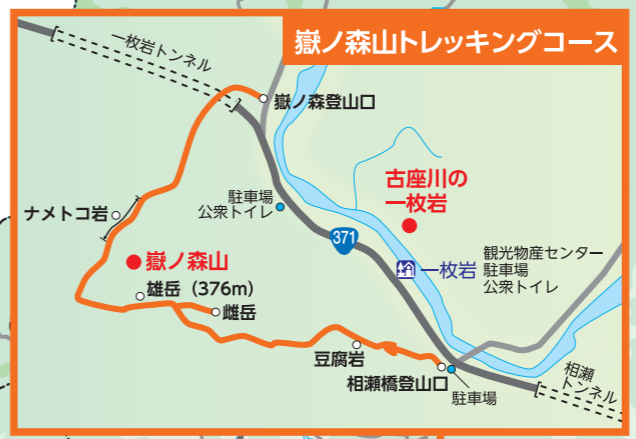 嶽ノ森山トレッキングコース
一枚岩トンネル
嶽ノ森登山口
駐車場
公衆トイレ
古座川の
一枚岩
ナメトコ岩
371
嶽ノ森山
雄岳（376m）
雌岳
一枚岩
観光物産センター
駐車場
公衆トイレ
豆腐岩
相瀬橋登山口
駐車場
相瀬
トンネル